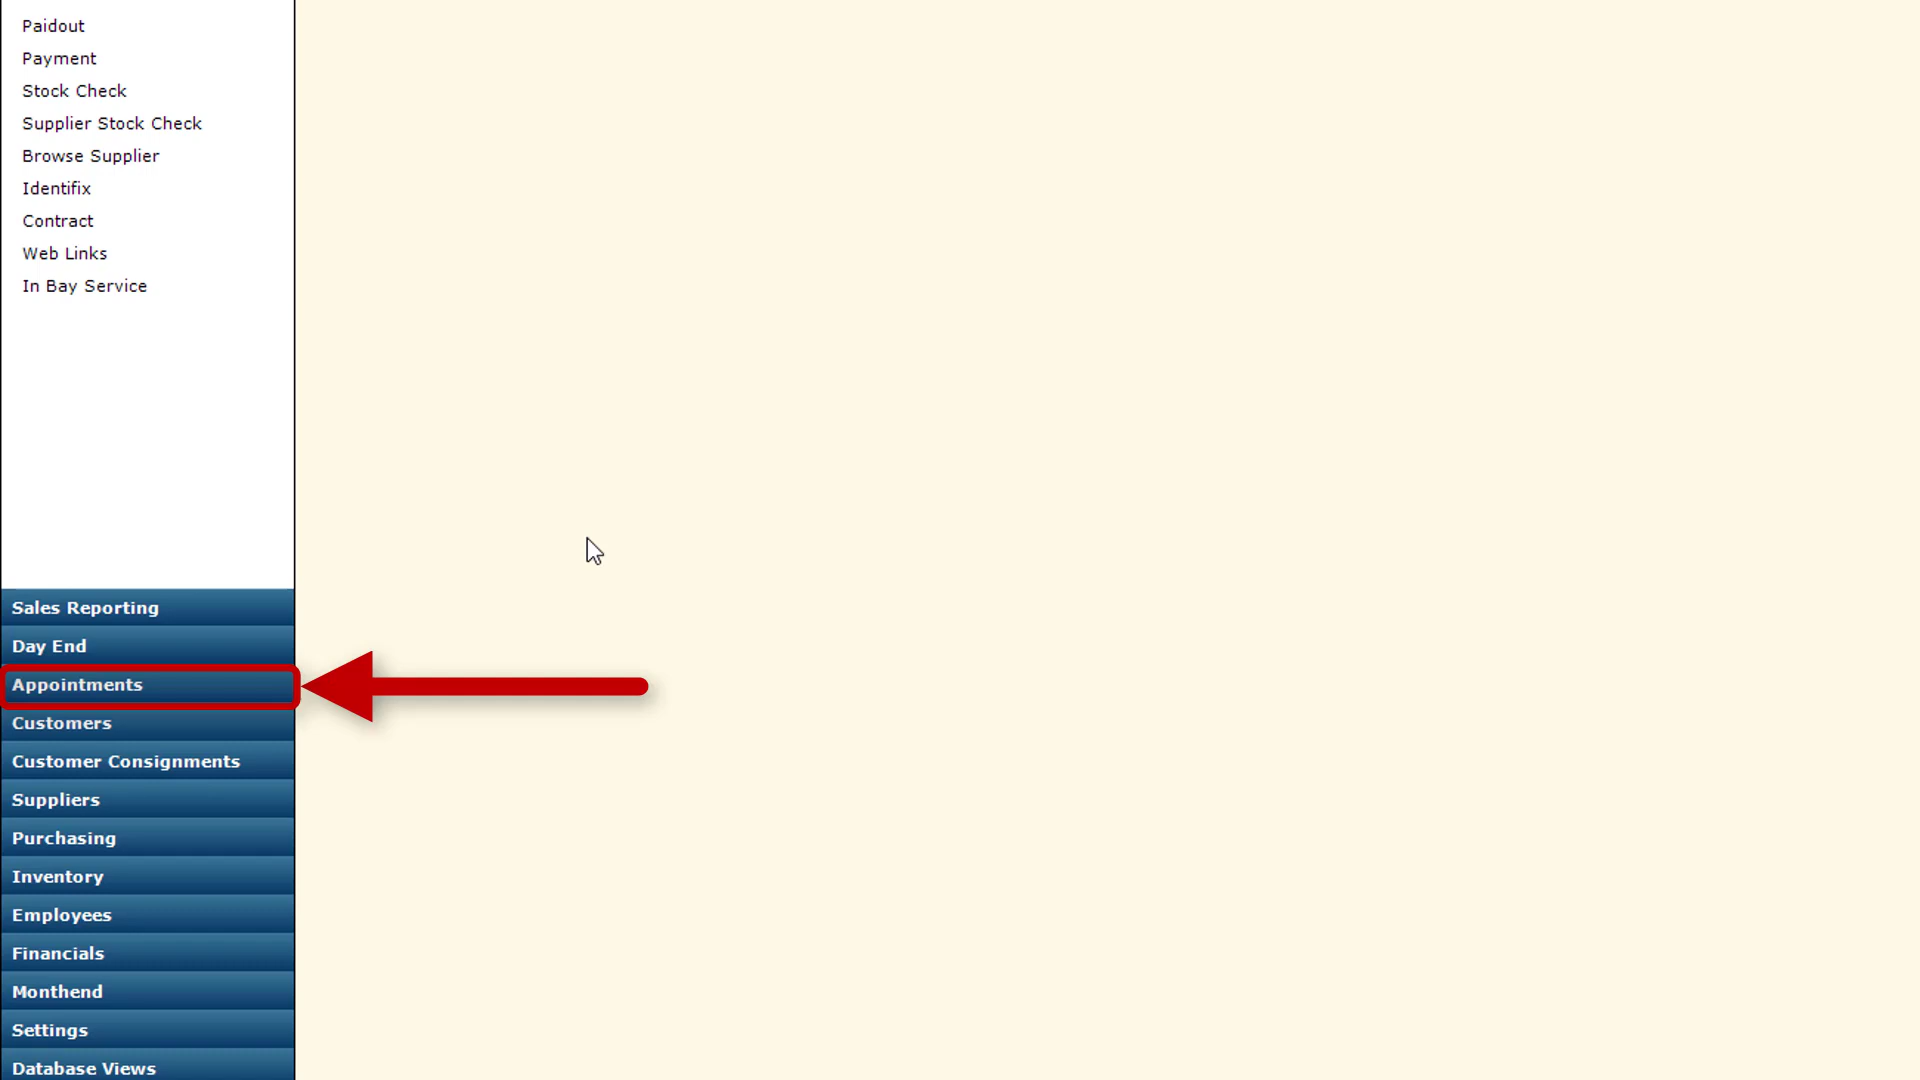 Paidout
Payment
Stock Check
Supplier Stock Check
Browse Supplier
Identifix
Contract
Web Links
In Bay Service
Sales Reporting
Day End
Appointments
Customers
Customer Consignments
Suppliers
Purchasing
Inventory
Employees
Financials
Monthend
Settings
Database Views